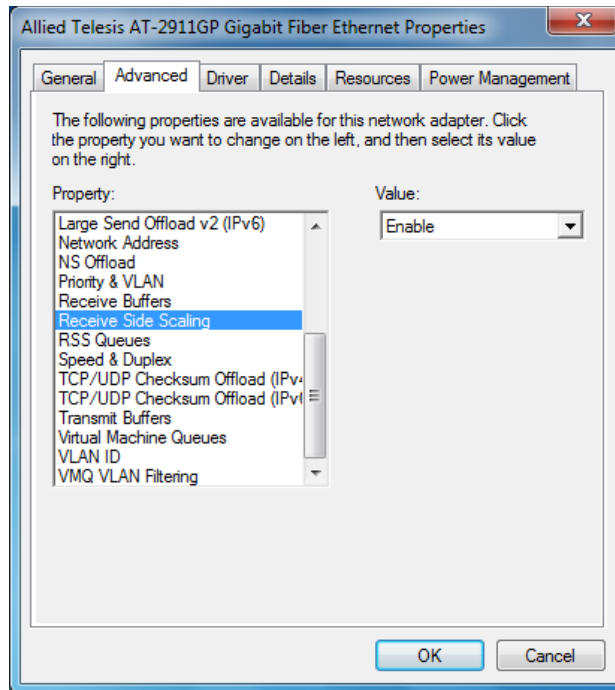 Allied Telesis AT-2911GP Gigabit Fiber Ethernet Properties
General Advanced Driver Details Resources Power Management
The following properties are available for this network adapter. Click
the property you want to change on the left, and then select its value
on the right.
Property:
Value:
Large Send Offload v2 (IPv6)
Network Address
NS Offload
Priority & VLAN
Receive Buffers
Receive Side Scaling
RSS Queues
Speed & Duplex
TCP/UDP Checksum Offload (IPv4
TCP/UDP Checksum Offload (IPv6
Transmit Buffers
Virtual Machine Queues
VLAN ID
VMQ VLAN Filtering
Enable
OK Cancel